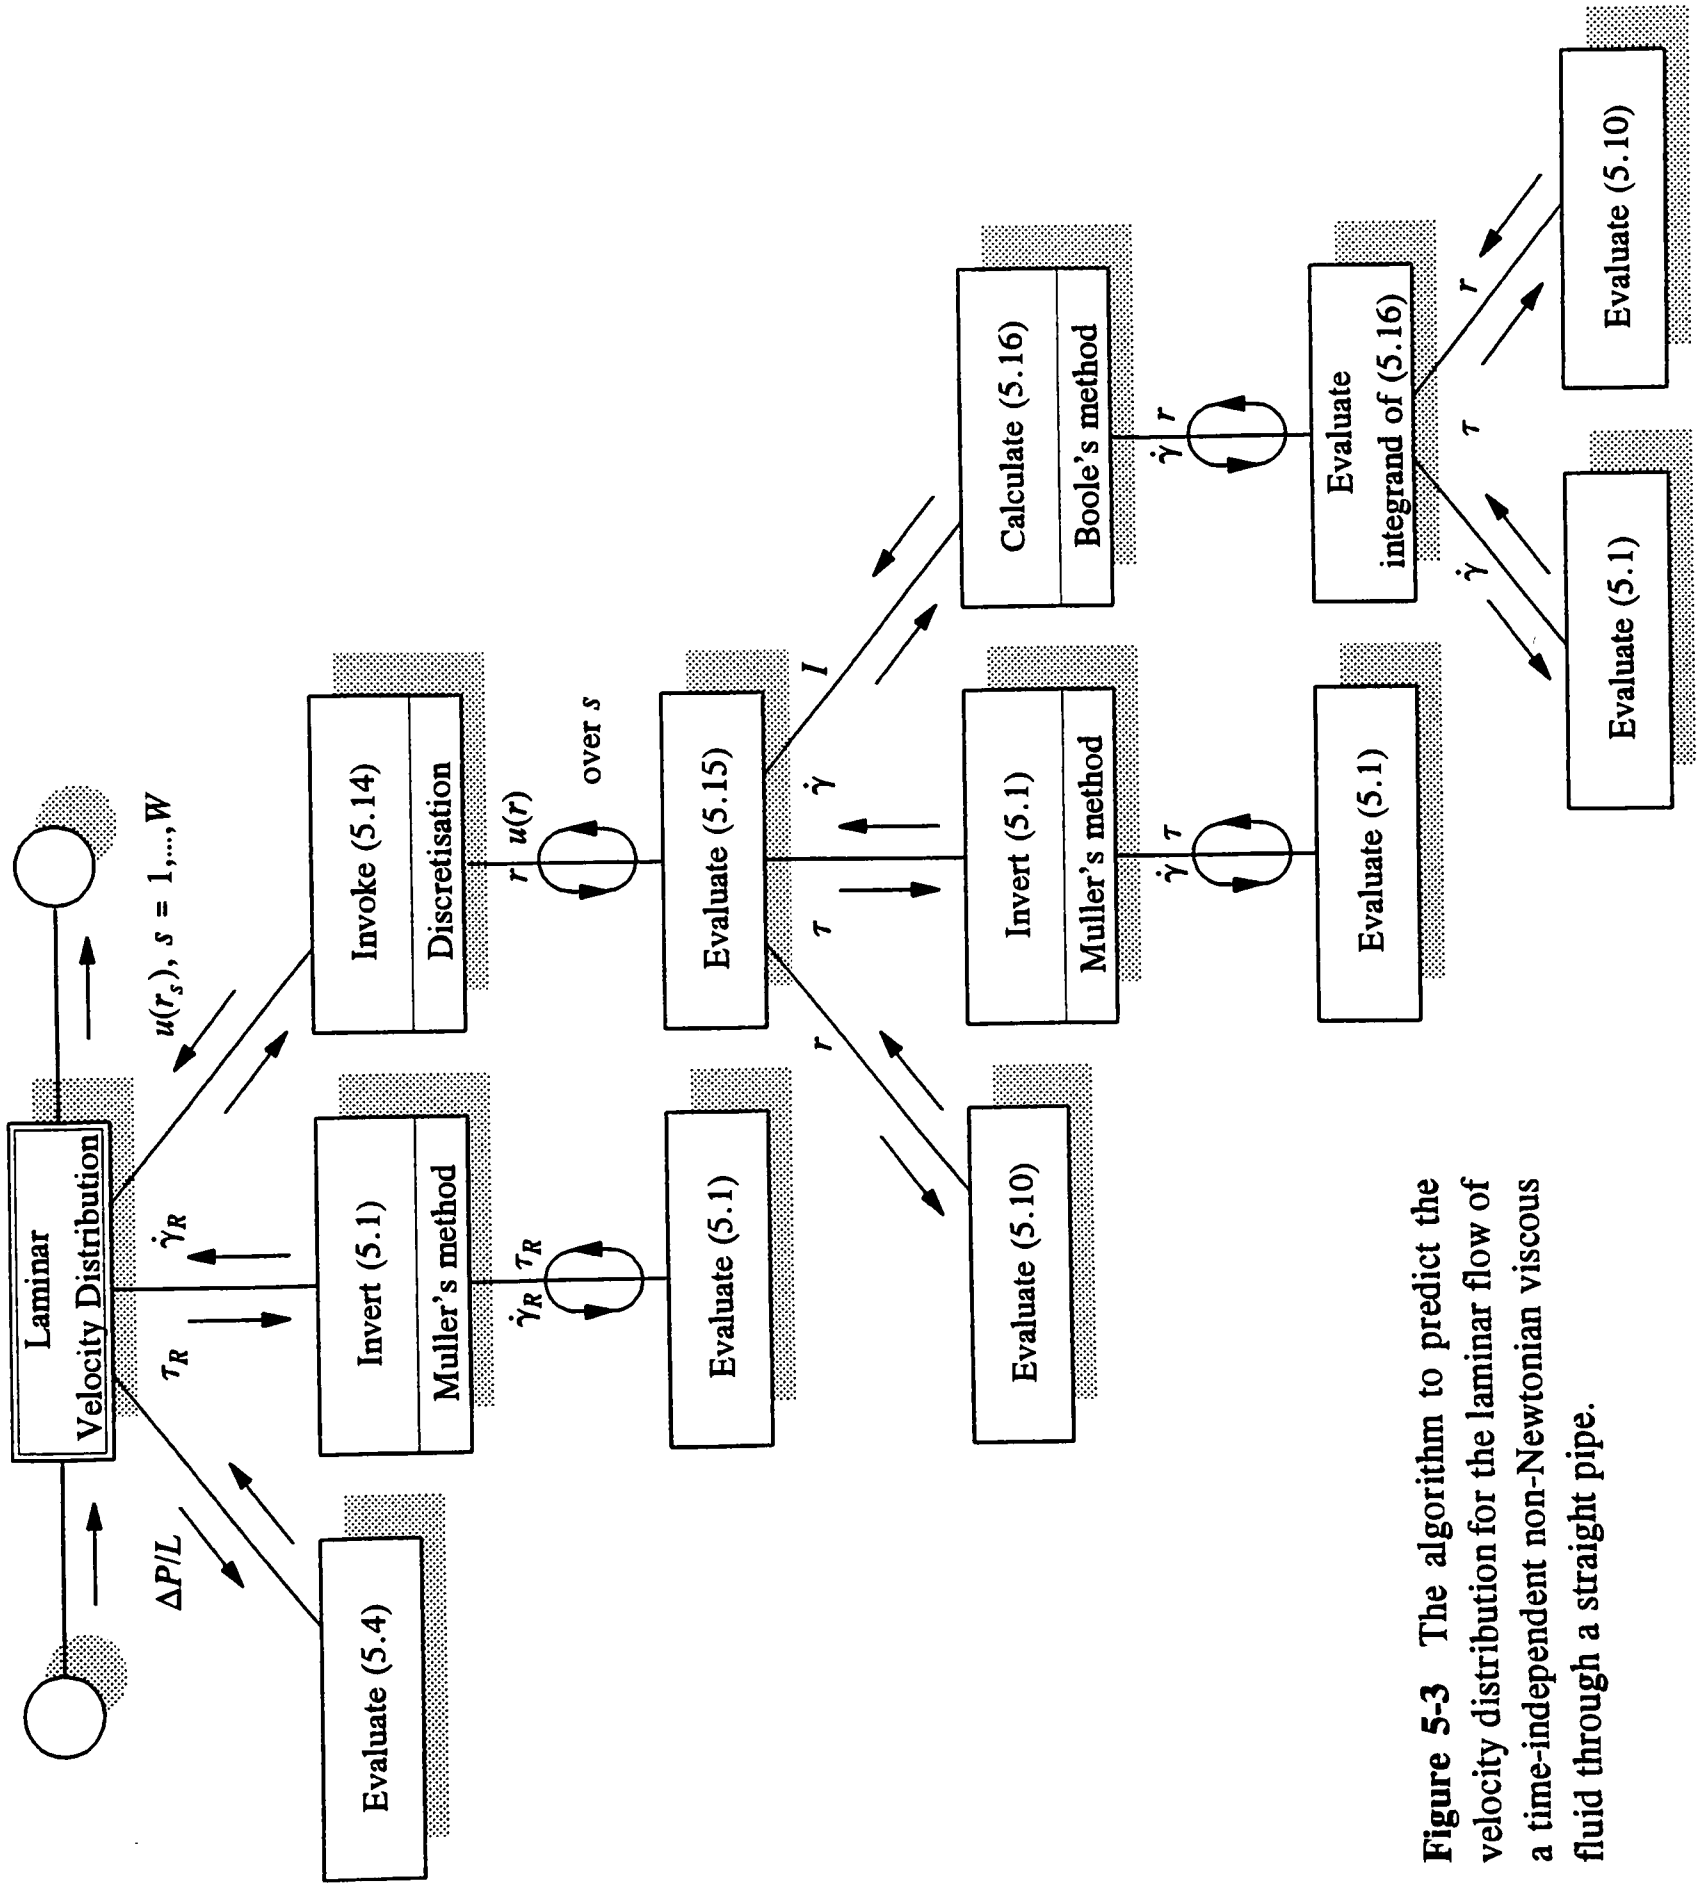 Laminar
Velocity Distribution
ΔP/L
τ_R
γ̇_R
u(r_s), s = 1,...,W
Evaluate (5.4)
Invert (5.1)
Muller's method
Invoke (5.14)
Discretisation
γ̇_R τ_R
r u(r)
over s
Evaluate (5.1)
Evaluate (5.15)
r
τ
γ̇
I
Evaluate (5.10)
Invert (5.1)
Muller's method
Calculate (5.16)
Boole's method
γ̇ τ
γ̇ r
Evaluate (5.1)
Evaluate
integrand of (5.16)
γ̇
τ
r
Evaluate (5.1)
Evaluate (5.10)
Figure 5-3 The algorithm to predict the
velocity distribution for the laminar flow of
a time-independent non-Newtonian viscous
fluid through a straight pipe.